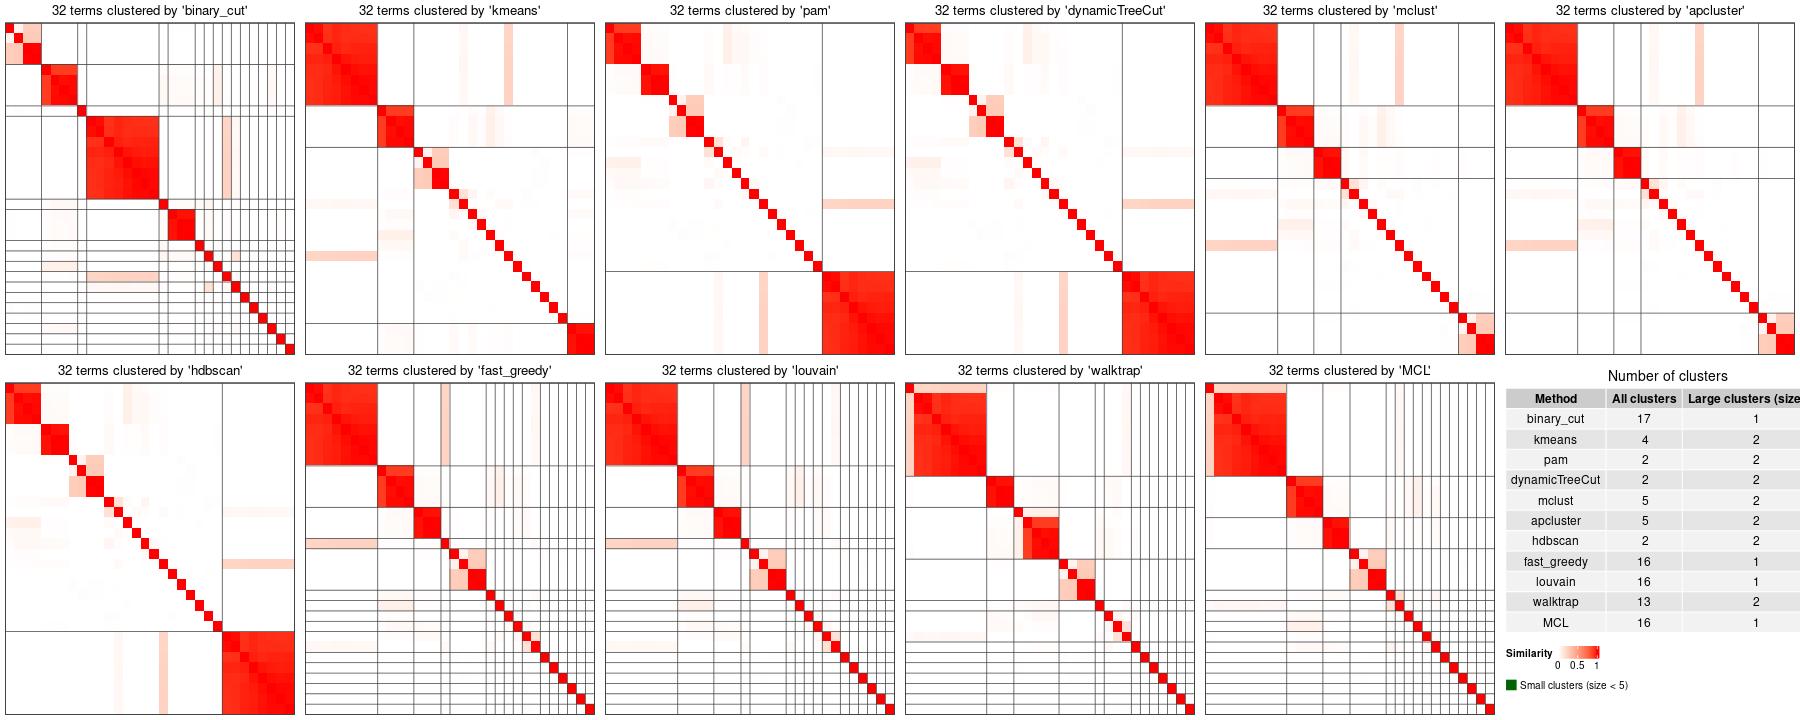 32 terms clustered by 'binary_cut'
32 terms clustered by 'kmeans'
32 terms clustered by 'pam'
32 terms clustered by 'dynamicTreeCut'
32 terms clustered by 'mclust'
32 terms clustered by 'apcluster'
32 terms clustered by 'hdbscan'
32 terms clustered by 'fast_greedy'
32 terms clustered by 'louvain'
32 terms clustered by 'walktrap'
32 terms clustered by 'MCL'
Number of clusters
Method All clusters Large clusters (size
binary_cut 17 1
kmeans 4 2
pam 2 2
dynamicTreeCut 2 2
mclust 5 2
apcluster 5 2
hdbscan 2 2
fast_greedy 16 1
louvain 16 1
walktrap 13 2
MCL 16 1
Similarity
0 0.5 1
Small clusters (size < 5)